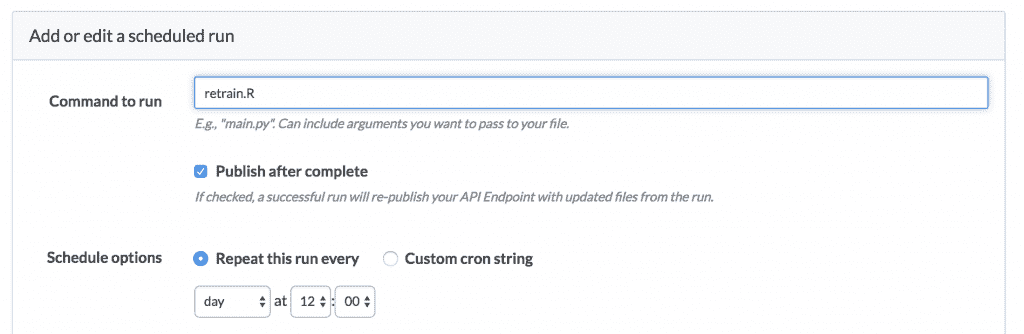 Add or edit a scheduled run
Command to run
retrain.R
E.g., "main.py". Can include arguments you want to pass to your file.
Publish after complete
If checked, a successful run will re-publish your API Endpoint with updated files from the run.
Schedule options Repeat this run every Custom cron string
day at 12 : 00